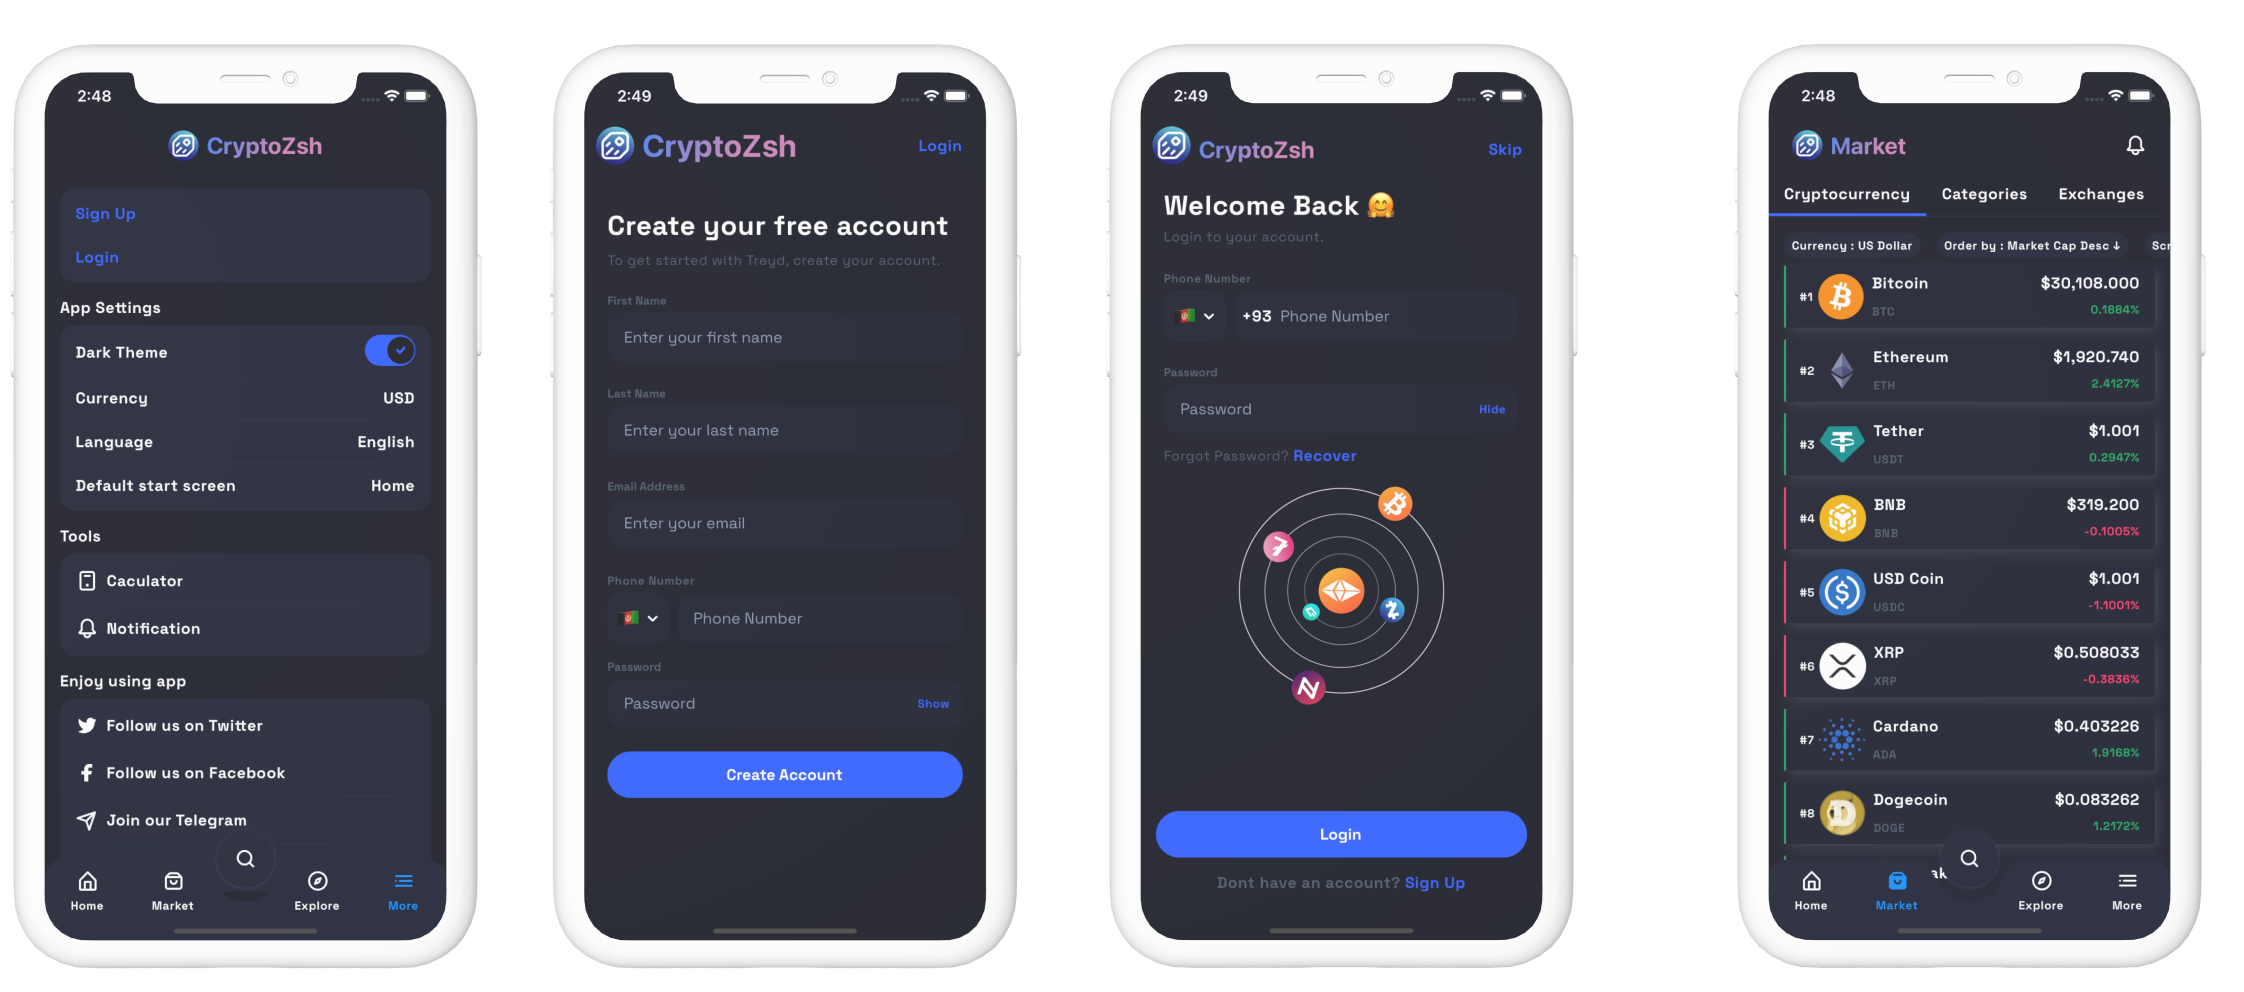 2:48
CryptoZsh
Sign Up
Login
App Settings
Dark Theme
Currency USD
Language English
Default start screen Home
Tools
Caculator
Notification
Enjoy using app
Follow us on Twitter
Follow us on Facebook
Join our Telegram
Home Market Explore More
2:49
CryptoZsh Login
Create your free account
To get started with Treyd, create your account.
First Name
Enter your first name
Last Name
Enter your last name
Email Address
Enter your email
Phone Number
Phone Number
Password
Password Show
Create Account
2:49
CryptoZsh Skip
Welcome Back 🤗
Login to your account.
Phone Number
+93 Phone Number
Password
Password Hide
Forgot Password? Recover
Login
Dont have an account? Sign Up
2:48
Market
Cryptocurrency Categories Exchanges
Currency : US Dollar Order by : Market Cap Desc ↓ Scr
#1 Bitcoin $30,108.000
BTC 0.1884%
#2 Ethereum $1,920.740
ETH 2.4127%
#3 Tether $1.001
USDT 0.2947%
#4 BNB $319.200
BNB -0.1005%
#5 USD Coin $1.001
USDC -1.1001%
#6 XRP $0.508033
XRP -0.3836%
#7 Cardano $0.403226
ADA 1.9168%
#8 Dogecoin $0.083262
DOGE 1.2172%
Home Market Explore More